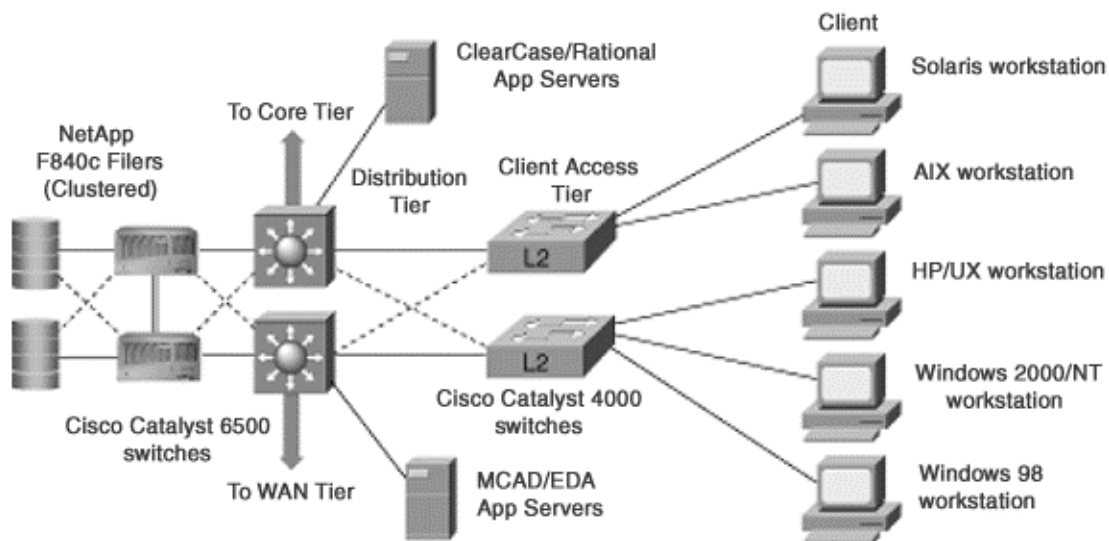 Client
ClearCase/Rational
App Servers
Solaris workstation
To Core Tier
NetApp
F840c Filers
(Clustered)
Distribution
Tier
Client Access
Tier
AIX workstation
L2
HP/UX workstation
L2
Windows 2000/NT
workstation
Cisco Catalyst 6500
switches
Cisco Catalyst 4000
switches
To WAN Tier
MCAD/EDA
App Servers
Windows 98
workstation